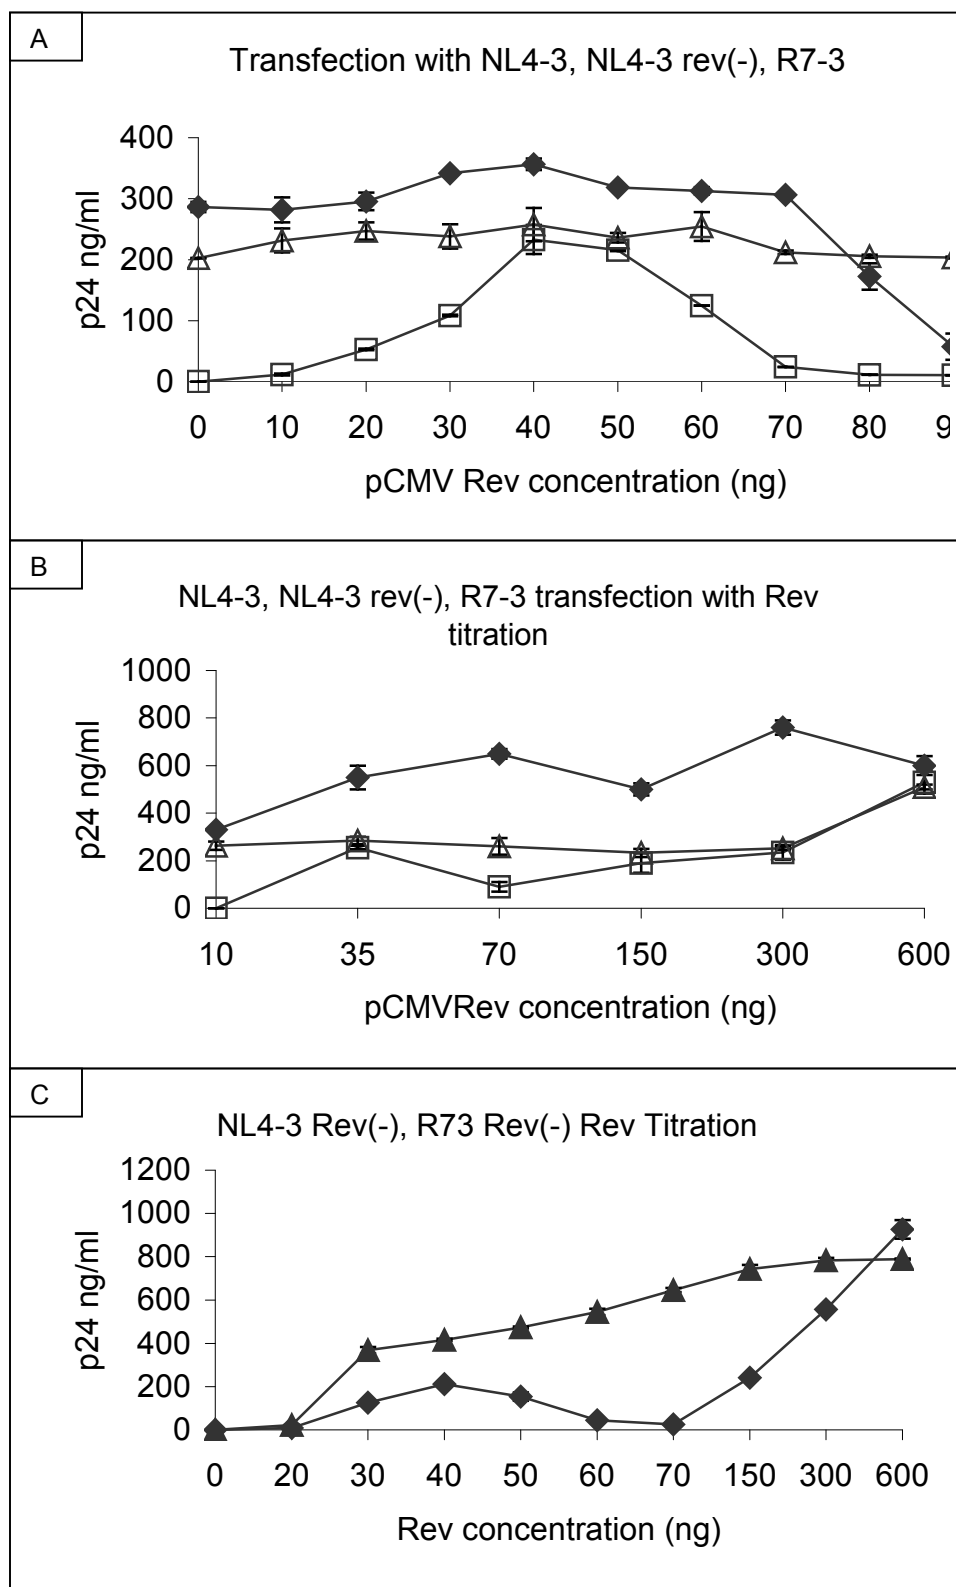 A
Transfection with NL4-3, NL4-3 rev(-), R7-3
400
300
200
100
0
p24 ng/ml
0 10 20 30 40 50 60 70 80 9
pCMV Rev concentration (ng)
B
NL4-3, NL4-3 rev(-), R7-3 transfection with Rev
titration
1000
800
600
400
200
0
p24 ng/ml
10 35 70 150 300 600
pCMVRev concentration (ng)
C
NL4-3 Rev(-), R73 Rev(-) Rev Titration
1200
1000
800
600
400
200
0
p24 ng/ml
0 20 30 40 50 60 70 150 300 600
Rev concentration (ng)